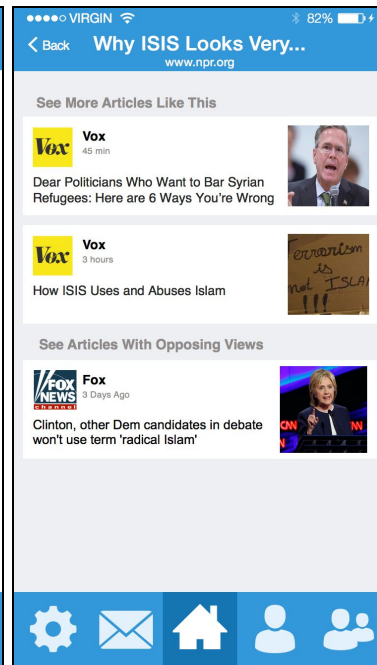 VIRGIN 82%
Back Why ISIS Looks Very...
www.npr.org
See More Articles Like This
Vox
Vox
45 min
Dear Politicians Who Want to Bar Syrian
Refugees: Here are 6 Ways You're Wrong
Vox
Vox
3 hours
How ISIS Uses and Abuses Islam
Terrorism
is
not ISLA
!!!
See Articles With Opposing Views
FOX
NEWS
channel
Fox
3 Days Ago
Clinton, other Dem candidates in debate
won't use term 'radical Islam'
CNN
NN